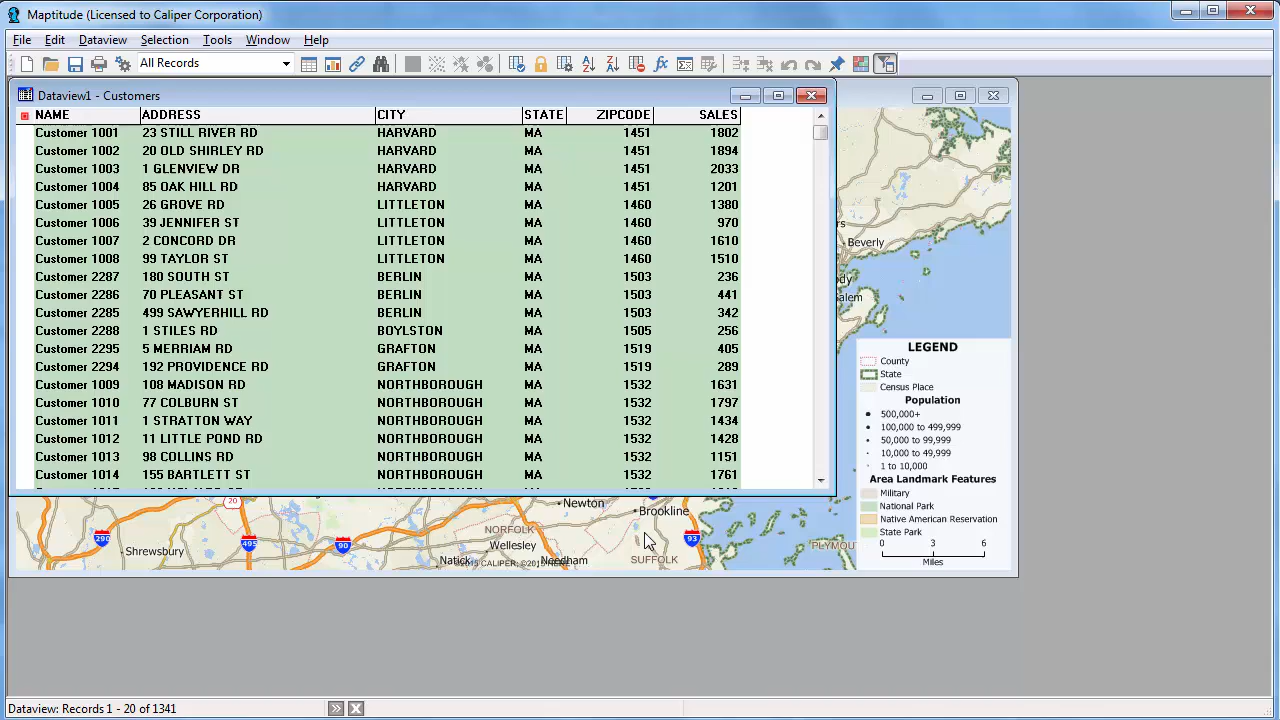 Maptitude (Licensed to Caliper Corporation)
File Edit Dataview Selection Tools Window Help
All Records
Dataview1 - Customers
NAME ADDRESS CITY STATE ZIPCODE SALES
Customer 1001 23 STILL RIVER RD HARVARD MA 1451 1802
Customer 1002 20 OLD SHIRLEY RD HARVARD MA 1451 1894
Customer 1003 1 GLENVIEW DR HARVARD MA 1451 2033
Customer 1004 85 OAK HILL RD HARVARD MA 1451 1201
Customer 1005 26 GROVE RD LITTLETON MA 1460 1380
Customer 1006 39 JENNIFER ST LITTLETON MA 1460 970
Customer 1007 2 CONCORD DR LITTLETON MA 1460 1610
Customer 1008 99 TAYLOR ST LITTLETON MA 1460 1510
Customer 2287 180 SOUTH ST BERLIN MA 1503 236
Customer 2286 70 PLEASANT ST BERLIN MA 1503 441
Customer 2285 499 SAWYERHILL RD BERLIN MA 1503 342
Customer 2288 1 STILES RD BOYLSTON MA 1505 256
Customer 2295 5 MERRIAM RD GRAFTON MA 1519 405
Customer 2294 192 PROVIDENCE RD GRAFTON MA 1519 289
Customer 1009 108 MADISON RD NORTHBOROUGH MA 1532 1631
Customer 1010 77 COLBURN ST NORTHBOROUGH MA 1532 1797
Customer 1011 1 STRATTON WAY NORTHBOROUGH MA 1532 1434
Customer 1012 11 LITTLE POND RD NORTHBOROUGH MA 1532 1428
Customer 1013 98 COLLINS RD NORTHBOROUGH MA 1532 1151
Customer 1014 155 BARTLETT ST NORTHBOROUGH MA 1532 1761
Beverly
LEGEND
County
State
Census Place
Population
500,000+
100,000 to 499,999
50,000 to 99,999
10,000 to 49,999
1 to 10,000
Area Landmark Features
Military
National Park
Native American Reservation
State Park
0 3 6
Miles
20
Newton
Brookline
290
495
90
93
Shrewsbury
NORFOLK
Wellesley
Natick
Needham
SUFFOLK
Dataview: Records 1 - 20 of 1341